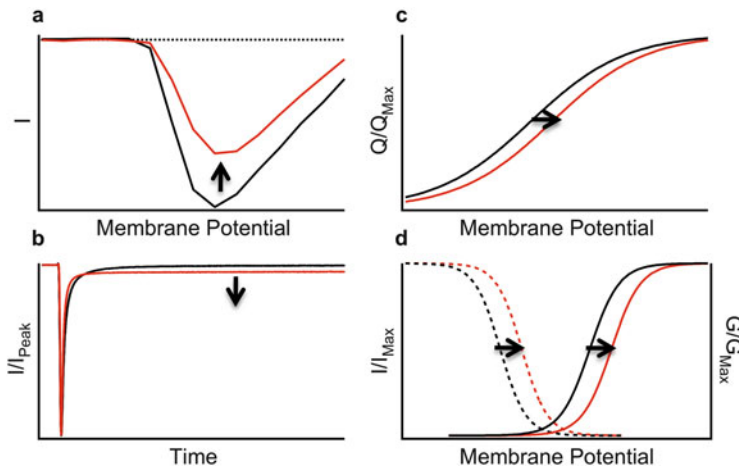 a
I
Membrane Potential
c
Q/QMax
Membrane Potential
b
I/IPeak
Time
d
I/IMax
G/GMax
Membrane Potential